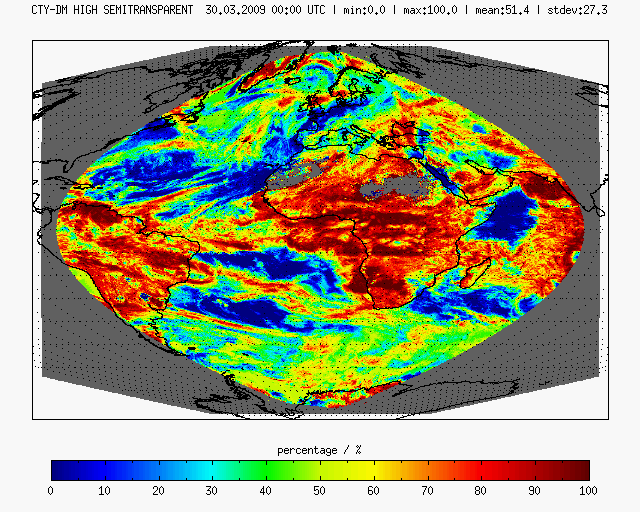 CTY-DM HIGH SEMITRANSPARENT 30.03.2009 00:00 UTC | min:0.0 | max:100.0 | mean:51.4 | stdev:27.3
percentage / %
0 10 20 30 40 50 60 70 80 90 100